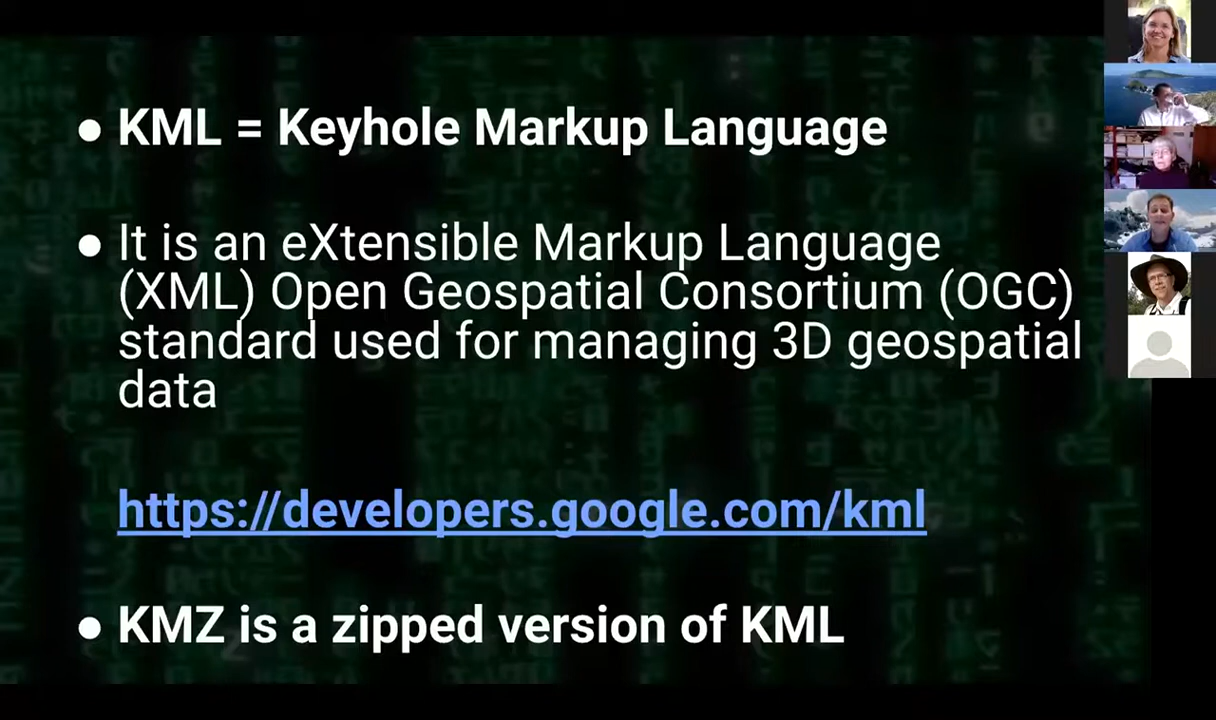 ● KML = Keyhole Markup Language
● It is an eXtensible Markup Language
(XML) Open Geospatial Consortium (OGC)
standard used for managing 3D geospatial
data
https://developers.google.com/kml
● KMZ is a zipped version of KML